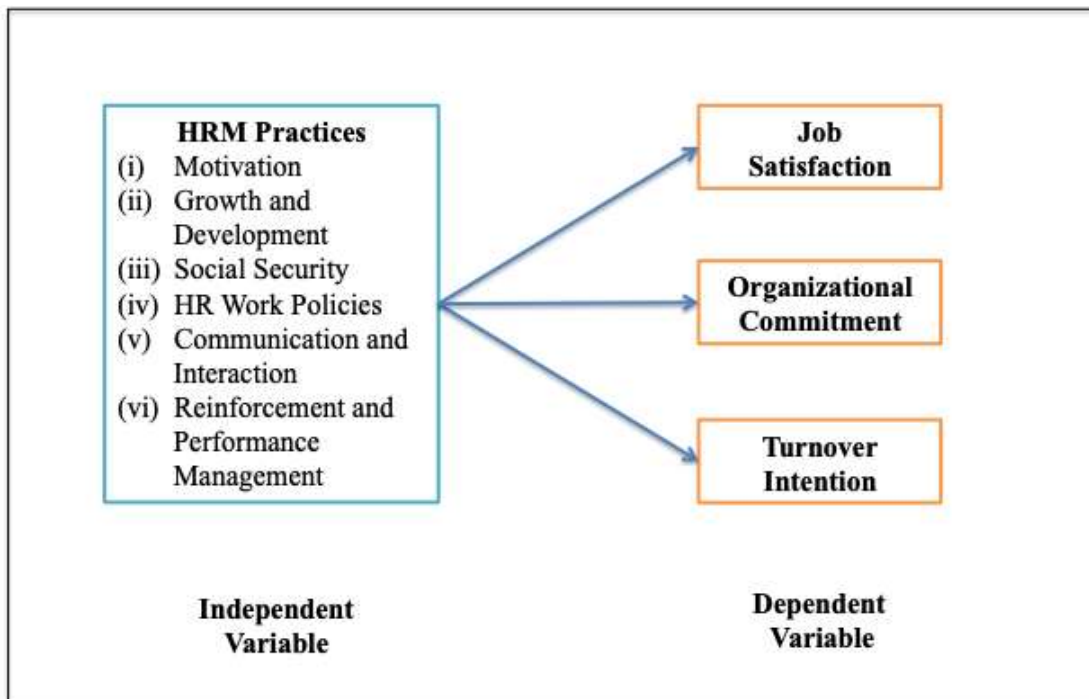 HRM Practices
(i) Motivation
(ii) Growth and
Development
(iii) Social Security
(iv) HR Work Policies
(v) Communication and
Interaction
(vi) Reinforcement and
Performance
Management
Job
Satisfaction
Organizational
Commitment
Turnover
Intention
Independent
Variable
Dependent
Variable